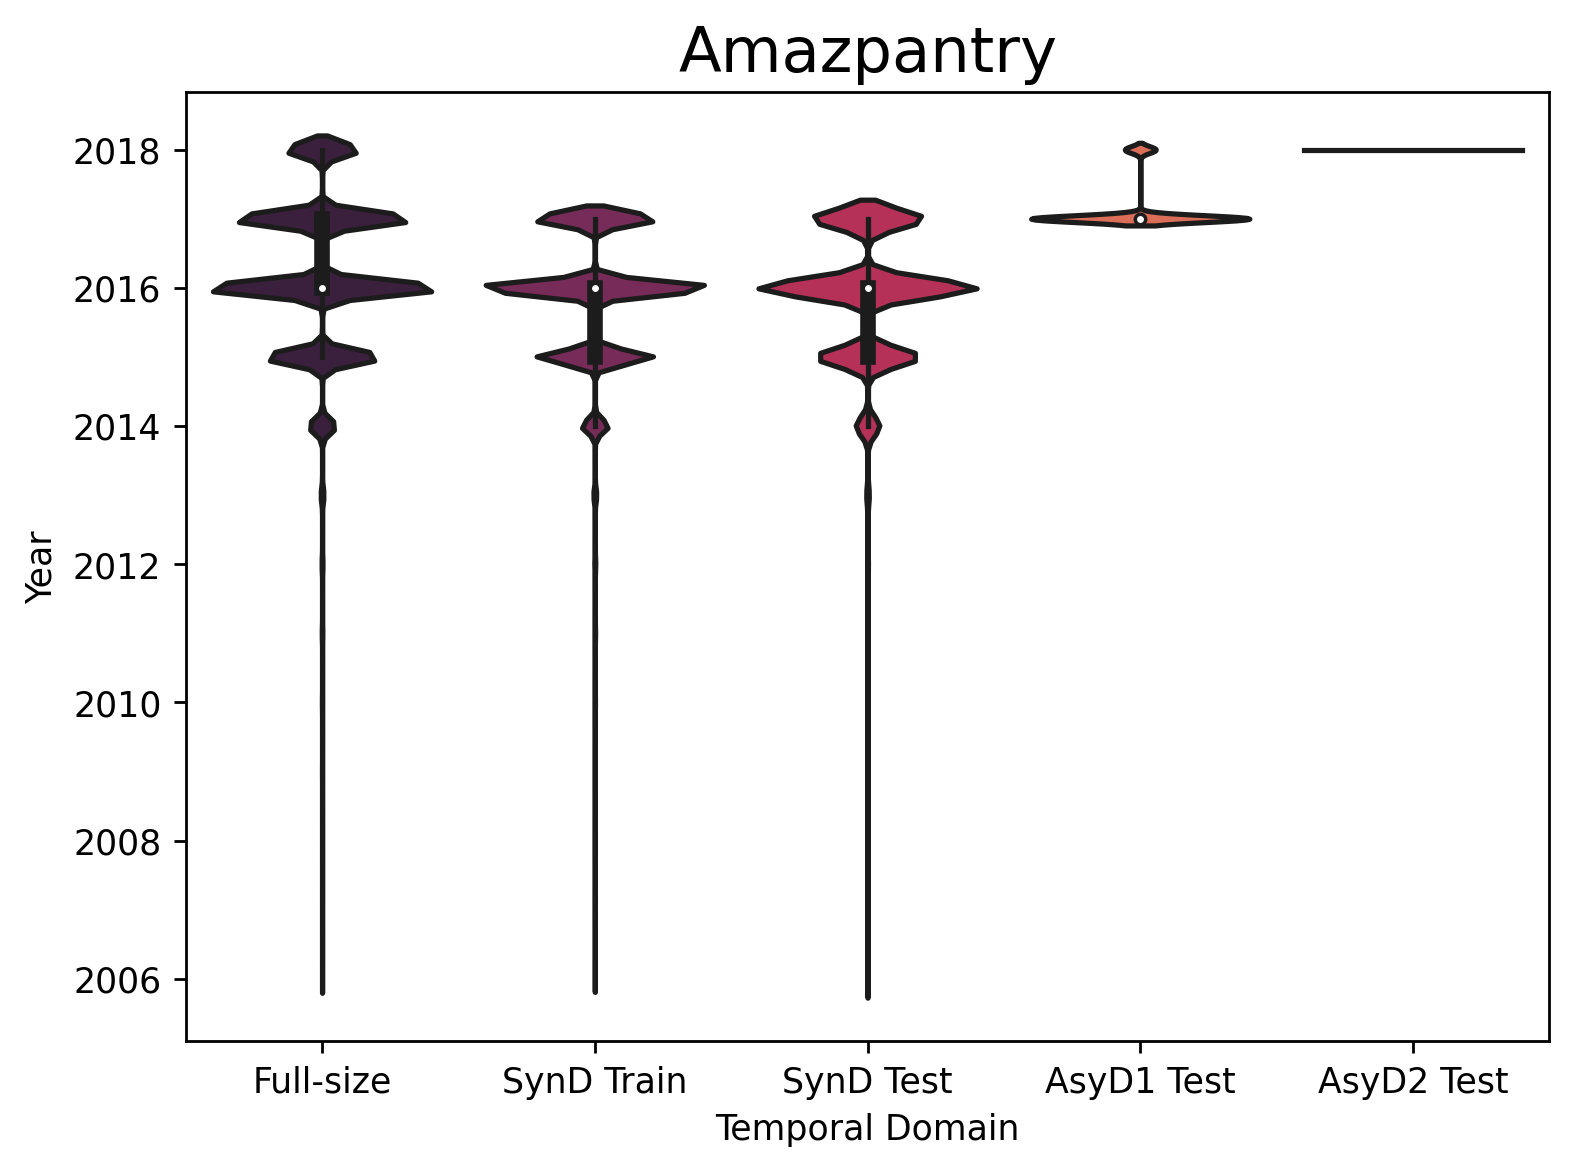 Amazpantry
Year
2018
2016
2014
2012
2010
2008
2006
Full-size SynD Train SynD Test AsyD1 Test AsyD2 Test
Temporal Domain